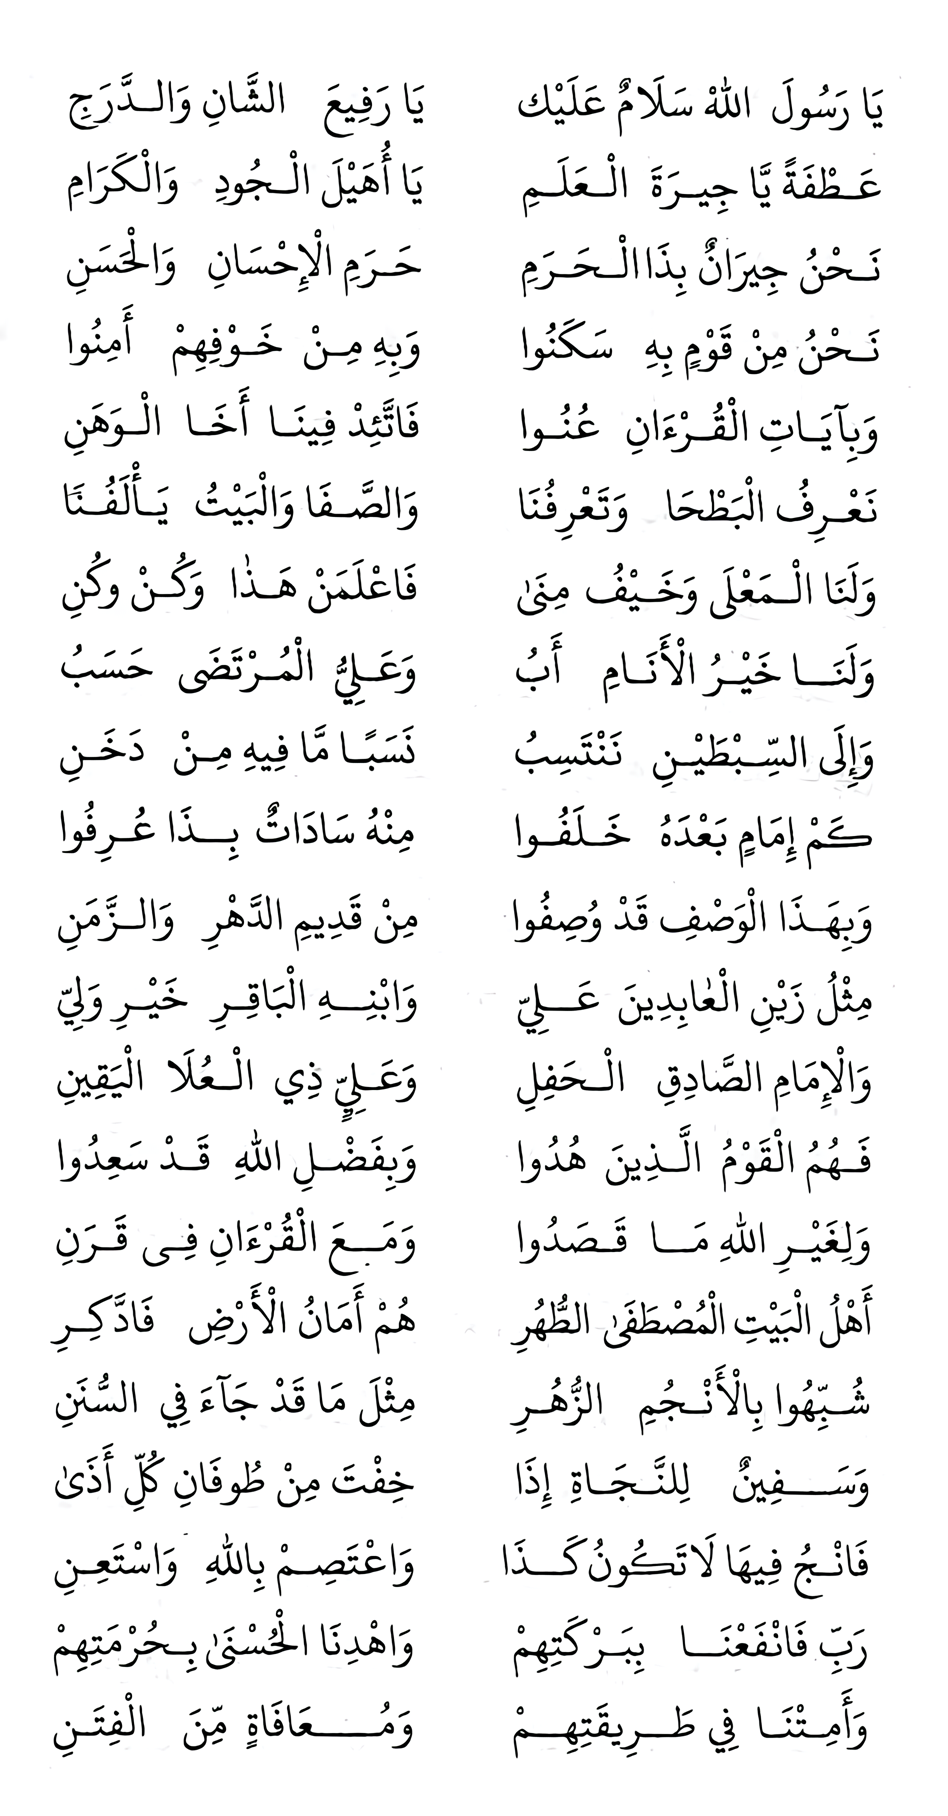 يَا رَسُولَ اللهْ سَلَامٌ عَلَيْك يَا رَفِيعَ الشَّانِ وَالدَّرَجِ
عَطْفَةً يَّا جِيرَةَ الْعَلَمِ يَا أُهَيْلَ الْجُودِ وَالْكَرَامِ
نَحْنُ جِيرَانٌ بِذَا الْحَرَمِ حَرَمِ الْإِحْسَانِ وَالْحَسَنِ
نَحْنُ مِنْ قَوْمٍ بِهِ سَكَنُوا وَبِهِ مِنْ خَوْفِهِمْ أَمِنُوا
وَبِآيَاتِ الْقُرْءَانِ عُنُوا فَاتَّئِدْ فِينَا أَخَا الْوَهَنِ
نَعْرِفُ الْبَطْحَا وَتَعْرِفُنَا وَالصَّفَا وَالْبَيْتُ يَأْلَفُنَا
وَلَنَا الْمَعْلَى وَخَيْفُ مِنَىٰ فَاعْلَمَنْ هَذٰا وَكُنْ وكُنِ
وَلَنَا خَيْرُ الْأَنَامِ أَبُ وَعَلِيُّ الْمُرْتَضَى حَسَبُ
وَإِلَى السِّبْطَيْنِ نَنْتَسِبُ نَسَبًا مَّا فِيهِ مِنْ دَخَنِ
كَمْ إِمَامٍ بَعْدَهُ خَلَفُوا مِنْهُ سَادَاتٌ بِذَا عُرِفُوا
وَبِهَذَا الْوَصْفِ قَدْ وُصِفُوا مِنْ قَدِيمِ الدَّهْرِ وَالزَّمَنِ
مِثْلُ زَيْنِ الْعٰابِدِينَ عَلِيّ وَابْنِهِ الْبَاقِرِ خَيْرِ وَلِيّ
وَالْإِمَامِ الصَّادِقِ الْحَفِلِ وَعَلِيٍّ ذِي الْعُلَا الْيَقِينِ
فَهُمُ الْقَوْمُ الَّذِينَ هُدُوا وَبِفَضْلِ اللهِ قَدْ سَعِدُوا
وَلِغَيْرِ اللهِ مَا قَصَدُوا وَمَعَ الْقُرْءَانِ فِى قَرَنِ
أَهْلُ الْبَيْتِ الْمُصْطَفَىٰ الطُّهُرِ هُمْ أَمَانُ الْأَرْضِ فَادَّكِرِ
شُبِّهُوا بِالْأَنْجُمِ الزُّهُرِ مِثْلَ مَا قَدْ جَآءَ فِي السُّنَنِ
وَسَفِينٌ لِلنَّجَاةِ إِذَا خِفْتَ مِنْ طُوفَانِ كُلِّ أَذَىٰ
فَانْجُ فِيهَا لَا تَكُونُ كَذَا وَاعْتَصِمْ بِاللهِ وَاسْتَعِنِ
رَبِّ فَانْفَعْنَا بِبَرْكَتِهِمْ وَاهْدِنَا الْحُسْنَىٰ بِحُرْمَتِهِمْ
وَأَمِتْنَا فِي طَرِيقَتِهِمْ وَمُعَافَاةٍ مِّنَ الْفِتَنِ